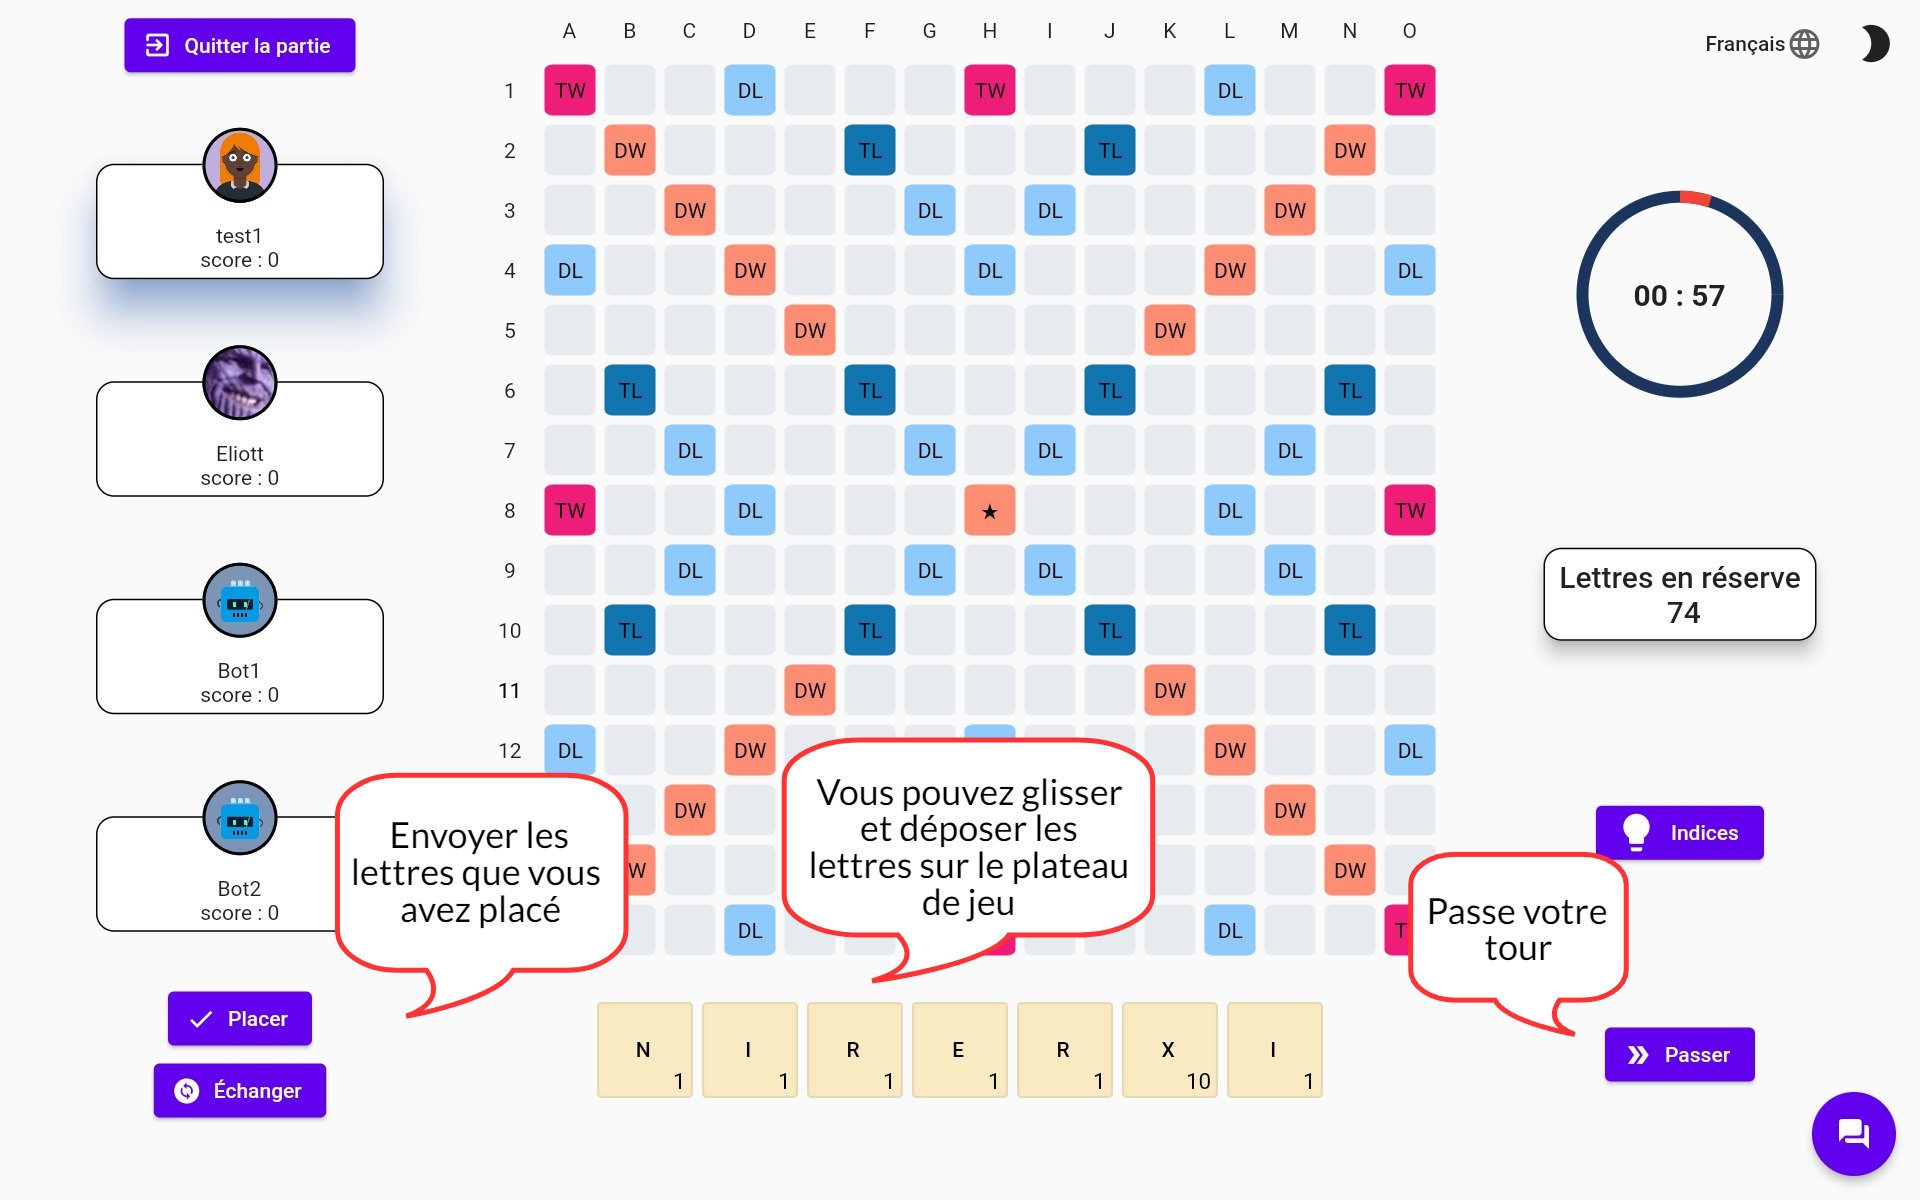 Quitter la partie
Français
A B C D E F G H I J K L M N O
1 TW DL TW DL TW
2 DW TL TL DW
3 DW DL DL DW
4 DL DW DL DW DL
5 DW DW
6 TL TL TL TL
7 DL DL DL DL
8 TW DL ★ DL TW
9 DL DL DL DL
10 TL TL TL TL
11 DW DW
12 DL DW DW DL
DW DW
W DW
DL DL T
test1
score : 0
Eliott
score : 0
Bot1
score : 0
Bot2
score : 0
00 : 57
Lettres en réserve
74
Indices
Envoyer les
lettres que vous
avez placé
Vous pouvez glisser
et déposer les
lettres sur le plateau
de jeu
Passe votre
tour
Placer
Échanger
N 1
I 1
R 1
E 1
R 1
X 10
I 1
Passer